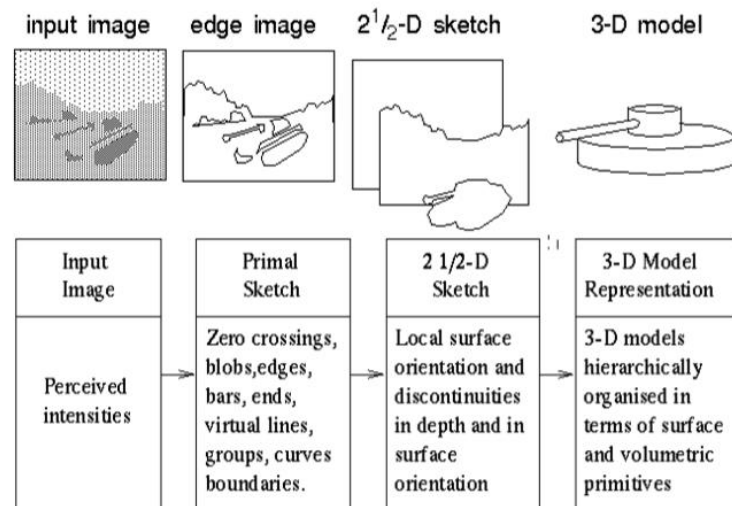 input image
edge image
2 1/2-D sketch
3-D model
Input
Image
Perceived
intensities
Primal
Sketch
Zero crossings,
blobs,edges,
bars, ends,
virtual lines,
groups, curves
boundaries.
2 1/2-D
Sketch
Local surface
orientation and
discontinuities
in depth and in
surface
orientation
3-D Model
Representation
3-D models
hierarchically
organised in
terms of surface
and volumetric
primitives